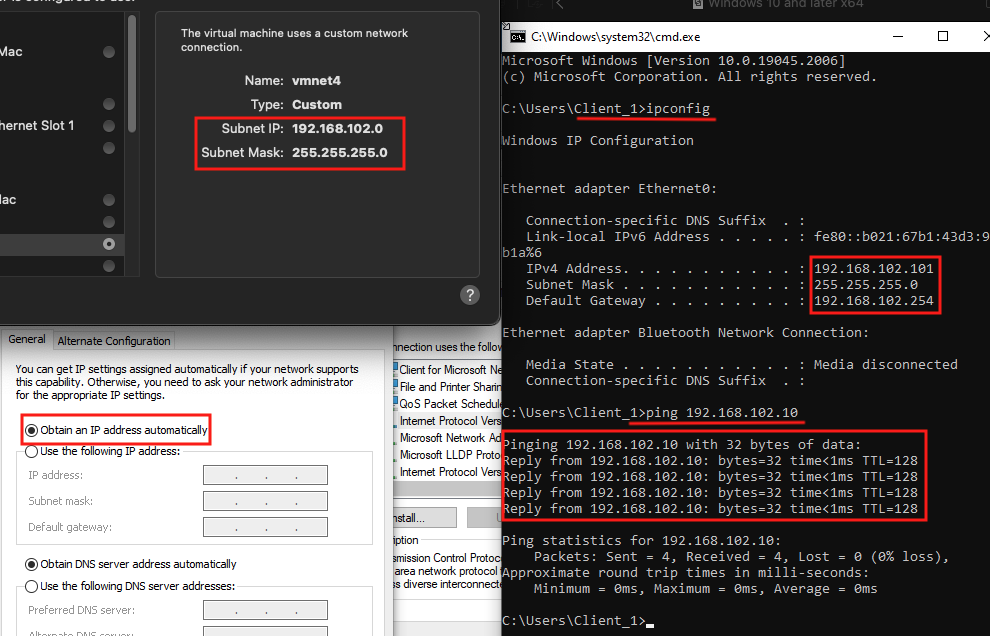 The virtual machine uses a custom network
connection.
Name: vmnet4
Type: Custom
Subnet IP: 192.168.102.0
Subnet Mask: 255.255.255.0
Mac
hernet Slot 1
Mac
?
General
Alternate Configuration
You can get IP settings assigned automatically if your network supports
this capability. Otherwise, you need to ask your network administrator
for the appropriate IP settings.
Obtain an IP address automatically
Use the following IP address:
IP address:
. . .
Subnet mask:
. . .
Default gateway:
. . .
Obtain DNS server address automatically
Use the following DNS server addresses:
Preferred DNS server:
. . .
Alternate DNS server:
nnection uses the follow
Client for Microsoft Ne
File and Printer Sharin
QoS Packet Schedule
Internet Protocol Vers
Microsoft Network Ad
Microsoft LLDP Proto
Internet Protocol Vers
nstall...
U
iption
smission Control Protoc
area network protocol
ss diverse interconnecte
Windows 10 and later x64
C:\Windows\system32\cmd.exe
Microsoft Windows [Version 10.0.19045.2006]
(c) Microsoft Corporation. All rights reserved.
C:\Users\Client_1>ipconfig
Windows IP Configuration
Ethernet adapter Ethernet0:
Connection-specific DNS Suffix . :
Link-local IPv6 Address . . . . . : fe80::b021:67b1:43d3:9
b1a%6
IPv4 Address. . . . . . . . . . . : 192.168.102.101
Subnet Mask . . . . . . . . . . . : 255.255.255.0
Default Gateway . . . . . . . . . : 192.168.102.254
Ethernet adapter Bluetooth Network Connection:
Media State . . . . . . . . . . . : Media disconnected
Connection-specific DNS Suffix . :
C:\Users\Client_1>ping 192.168.102.10
Pinging 192.168.102.10 with 32 bytes of data:
Reply from 192.168.102.10: bytes=32 time<1ms TTL=128
Reply from 192.168.102.10: bytes=32 time<1ms TTL=128
Reply from 192.168.102.10: bytes=32 time<1ms TTL=128
Reply from 192.168.102.10: bytes=32 time<1ms TTL=128
Ping statistics for 192.168.102.10:
Packets: Sent = 4, Received = 4, Lost = 0 (0% loss),
Approximate round trip times in milli-seconds:
Minimum = 0ms, Maximum = 0ms, Average = 0ms
C:\Users\Client_1>